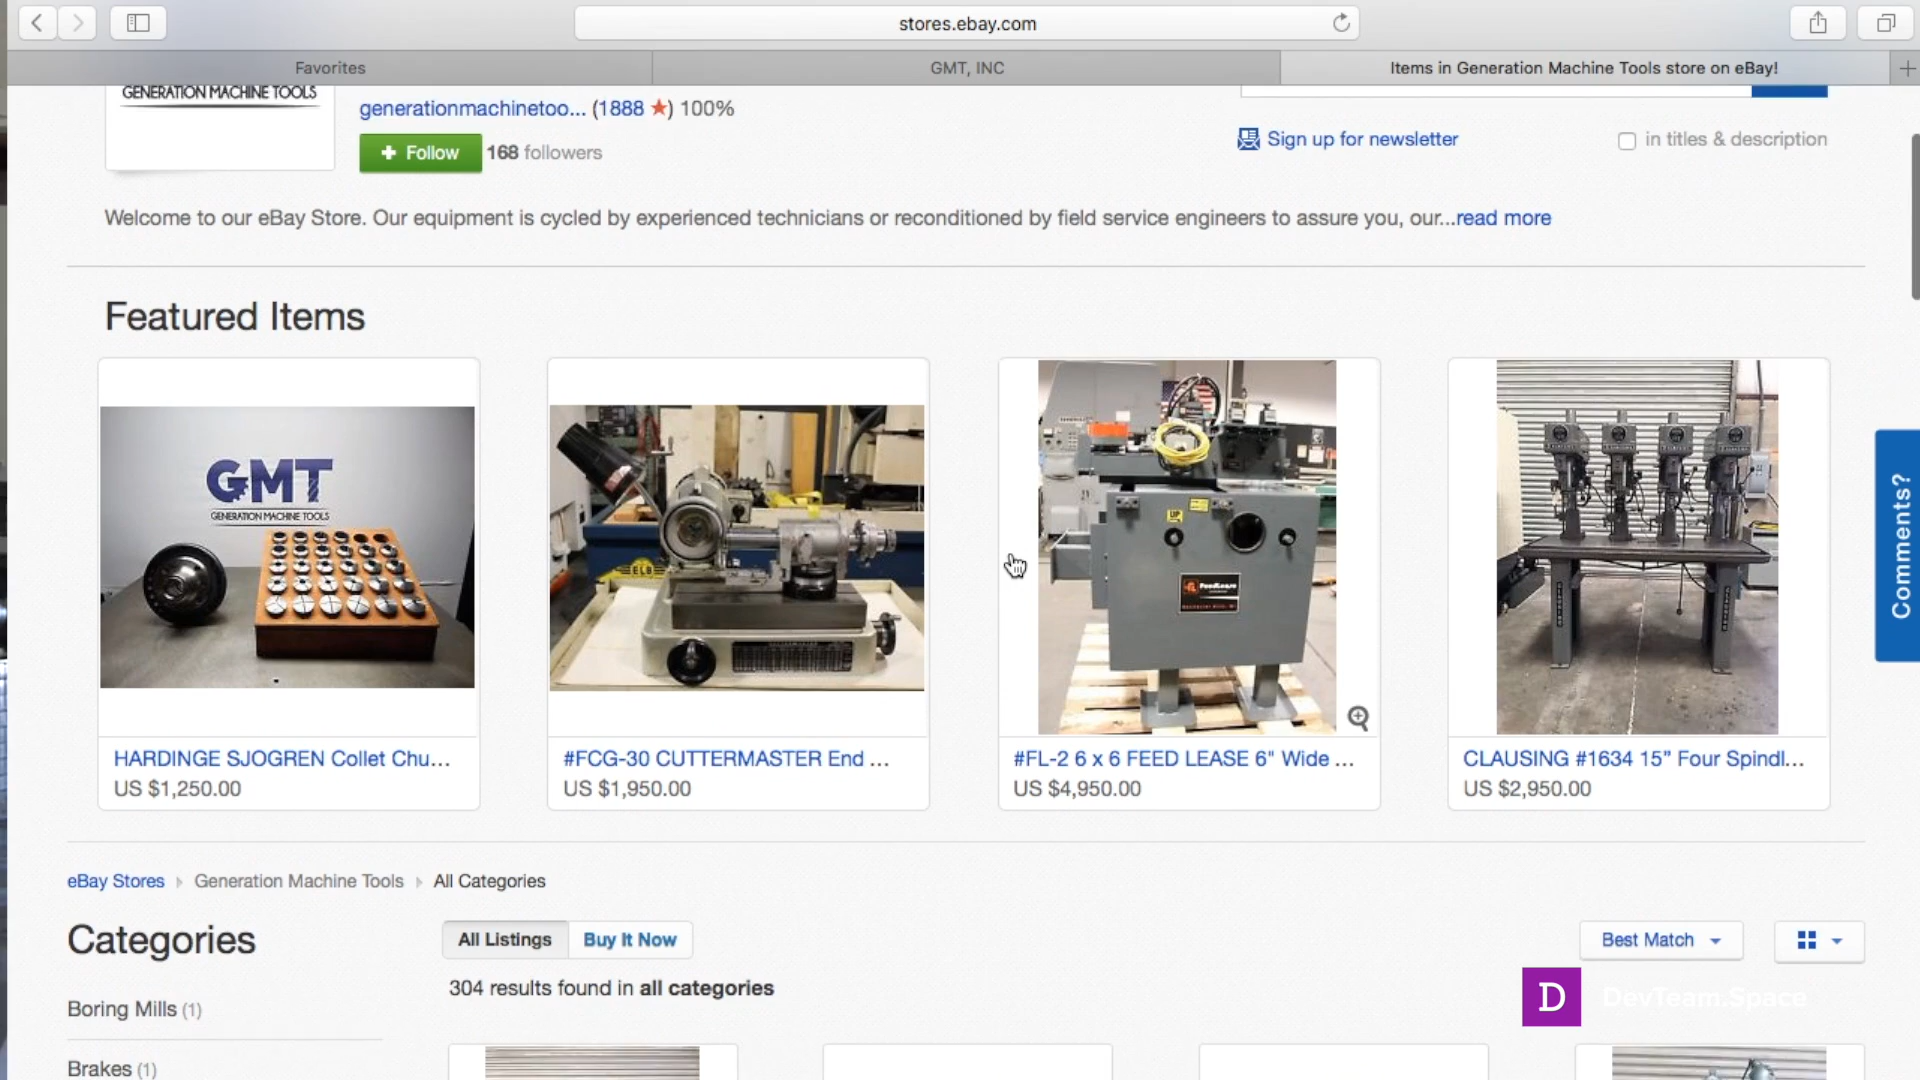 stores.ebay.com
Favorites
GMT, INC
Items in Generation Machine Tools store on eBay!
GENERATION MACHINE TOOLS
generationmachinetoo... (1888 ★) 100%
+ Follow
168 followers
Sign up for newsletter
in titles & description
Welcome to our eBay Store. Our equipment is cycled by experienced technicians or reconditioned by field service engineers to assure you, our...read more
Featured Items
GMT
GENERATION MACHINE TOOLS
ELB
UP
HARDINGE SJOGREN Collet Chu...
US $1,250.00
#FCG-30 CUTTERMASTER End ...
US $1,950.00
#FL-2 6 x 6 FEED LEASE 6" Wide ...
US $4,950.00
CLAUSING #1634 15” Four Spindl...
US $2,950.00
Comments?
eBay Stores
Generation Machine Tools
All Categories
Categories
All Listings
Buy It Now
Best Match
304 results found in all categories
Boring Mills (1)
Brakes (1)
D
DevTeam.Space